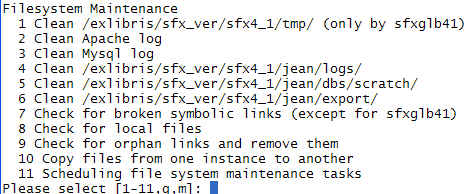 Filesystem Maintenance
1 Clean /exlibris/sfx_ver/sfx4_1/tmp/ (only by sfxglb41)
2 Clean Apache log
3 Clean Mysql log
4 Clean /exlibris/sfx_ver/sfx4_1/jean/logs/
5 Clean /exlibris/sfx_ver/sfx4_1/jean/dbs/scratch/
6 Clean /exlibris/sfx_ver/sfx4_1/jean/export/
7 Check for broken symbolic links (except for sfxglb41)
8 Check for local files
9 Check for orphan links and remove them
10 Copy files from one instance to another
11 Scheduling file system maintenance tasks
Please select [1-11,q,m]: